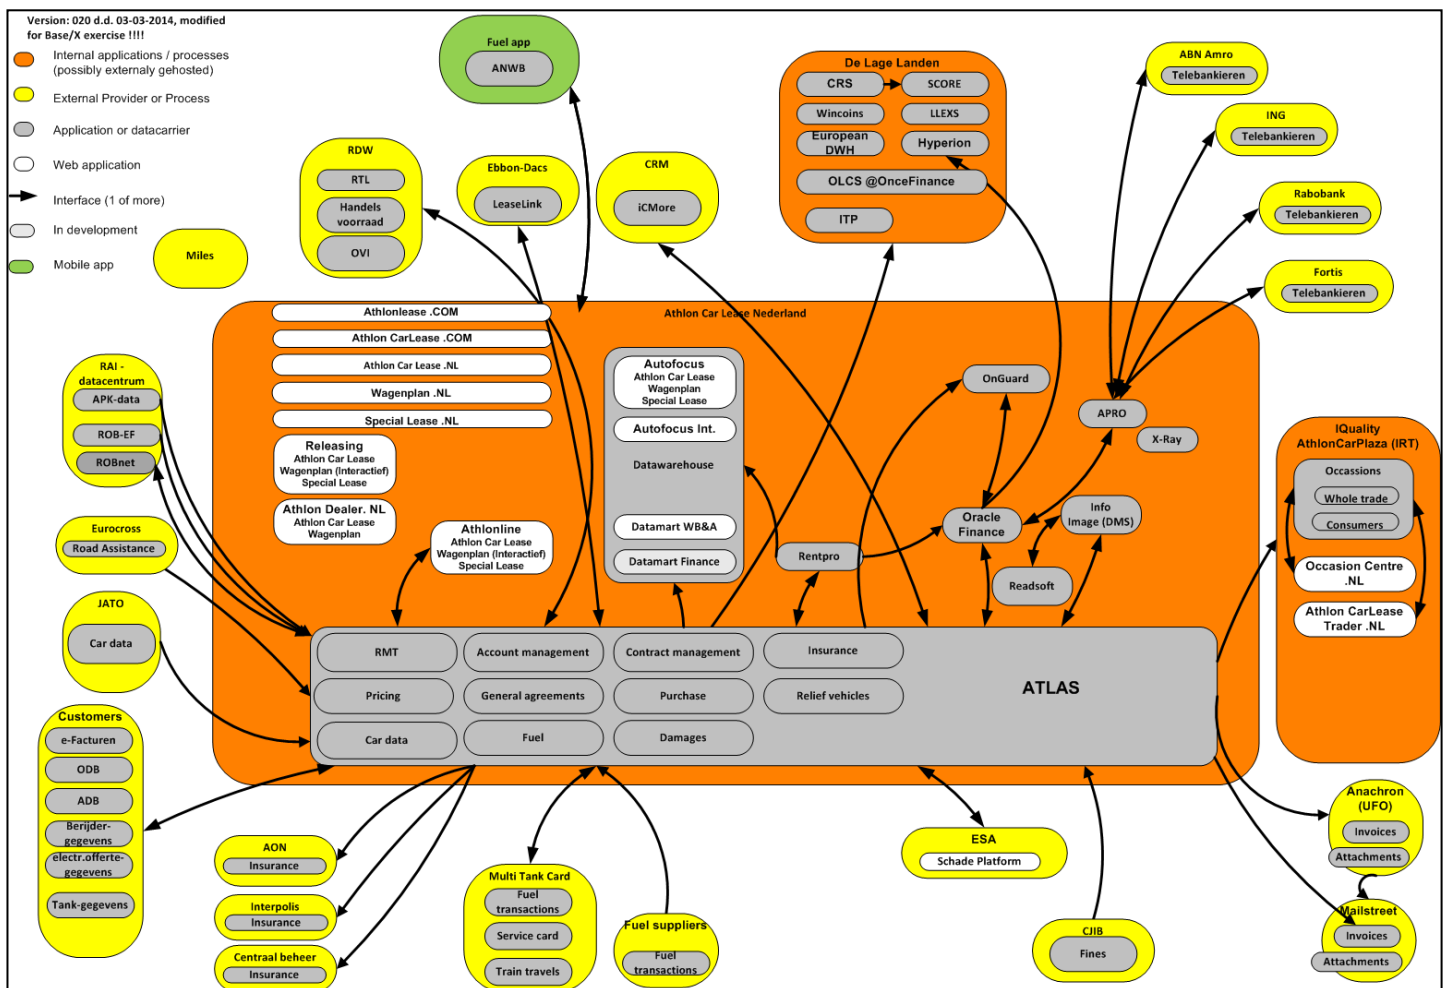 Version: 020 d.d. 03-03-2014, modified
for Base/X exercise !!!!
Internal applications / processes
(possibly externaly gehosted)
External Provider or Process
Application or datacarrier
Web application
Interface (1 of more)
In development
Mobile app
Miles
Fuel app
ANWB
RDW
RTL
Handels
voorraad
OVI
Ebbon-Dacs
LeaseLink
CRM
iCMore
De Lage Landen
CRS
SCORE
Wincoins
LLEXS
European
DWH
Hyperion
OLCS @OnceFinance
ITP
ABN Amro
Telebankieren
ING
Telebankieren
Rabobank
Telebankieren
Fortis
Telebankieren
Athlon Car Lease Nederland
Athlonlease .COM
Athlon CarLease .COM
Athlon Car Lease .NL
Wagenplan .NL
Special Lease .NL
Releasing
Athlon Car Lease
Wagenplan (Interactief)
Special Lease
Athlon Dealer. NL
Athlon Car Lease
Wagenplan
Athlonline
Athlon Car Lease
Wagenplan (Interactief)
Special Lease
Autofocus
Athlon Car Lease
Wagenplan
Special Lease
Autofocus Int.
Datawarehouse
Datamart WB&A
Datamart Finance
Rentpro
OnGuard
APRO
X-Ray
Oracle
Finance
Info
Image (DMS)
Readsoft
RAI -
datacentrum
APK-data
ROB-EF
ROBnet
Eurocross
Road Assistance
JATO
Car data
Customers
e-Facturen
ODB
ADB
Berijder-
gegevens
electr.offerte-
gegevens
Tank-gegevens
RMT
Account management
Contract management
Insurance
Pricing
General agreements
Purchase
Relief vehicles
Car data
Fuel
Damages
ATLAS
IQuality
AthlonCarPlaza (IRT)
Occassions
Whole trade
Consumers
Occasion Centre
.NL
Athlon CarLease
Trader .NL
AON
Insurance
Interpolis
Insurance
Centraal beheer
Insurance
Multi Tank Card
Fuel
transactions
Service card
Train travels
Fuel suppliers
Fuel
transactions
ESA
Schade Platform
CJIB
Fines
Anachron
(UFO)
Invoices
Attachments
Mailstreet
Invoices
Attachments